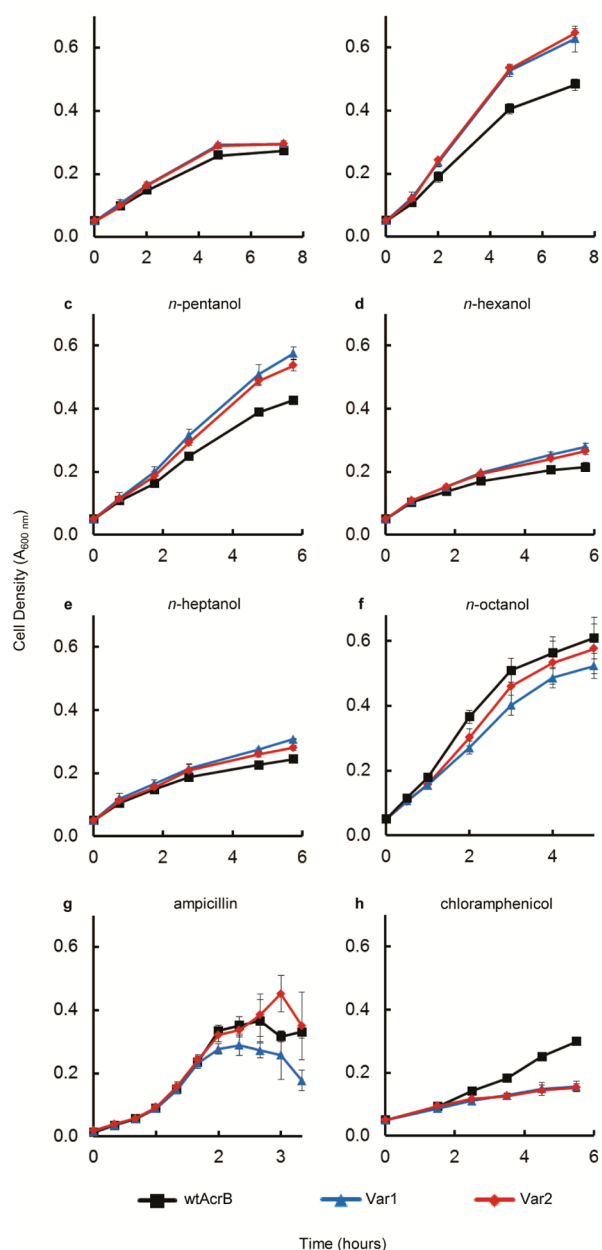 0.6
0.4
0.2
0.0
0 2 4 6 8
0.6
0.4
0.2
0.0
0 2 4 6 8
c n-pentanol
0.6
0.4
0.2
0.0
0 2 4 6
d n-hexanol
0.6
0.4
0.2
0.0
0 2 4 6
Cell Density (A600 nm)
e n-heptanol
0.6
0.4
0.2
0.0
0 2 4 6
f n-octanol
0.6
0.4
0.2
0.0
0 2 4
g ampicillin
0.6
0.4
0.2
0.0
0 1 2 3
h chloramphenicol
0.6
0.4
0.2
0.0
0 2 4 6
wtAcrB Var1 Var2
Time (hours)